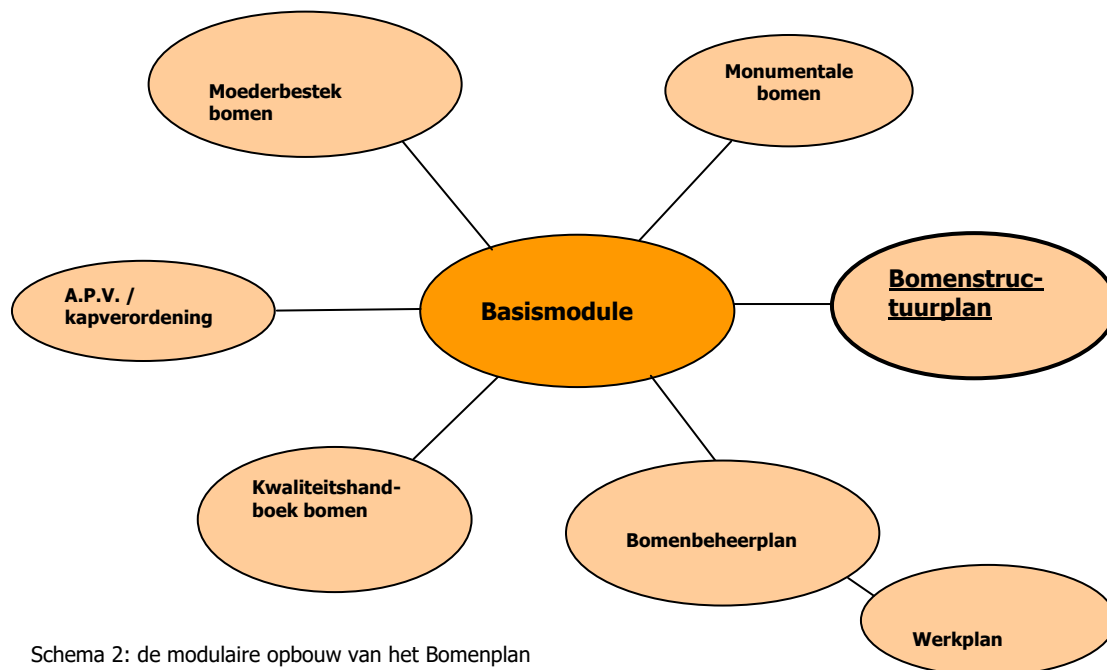 Moederbestek
bomen
Monumentale
bomen
A.P.V. /
kapverordening
Basismodule
Bomenstruc-
tuurplan
Kwaliteitshand-
boek bomen
Bomenbeheerplan
Werkplan
Schema 2: de modulaire opbouw van het Bomenplan